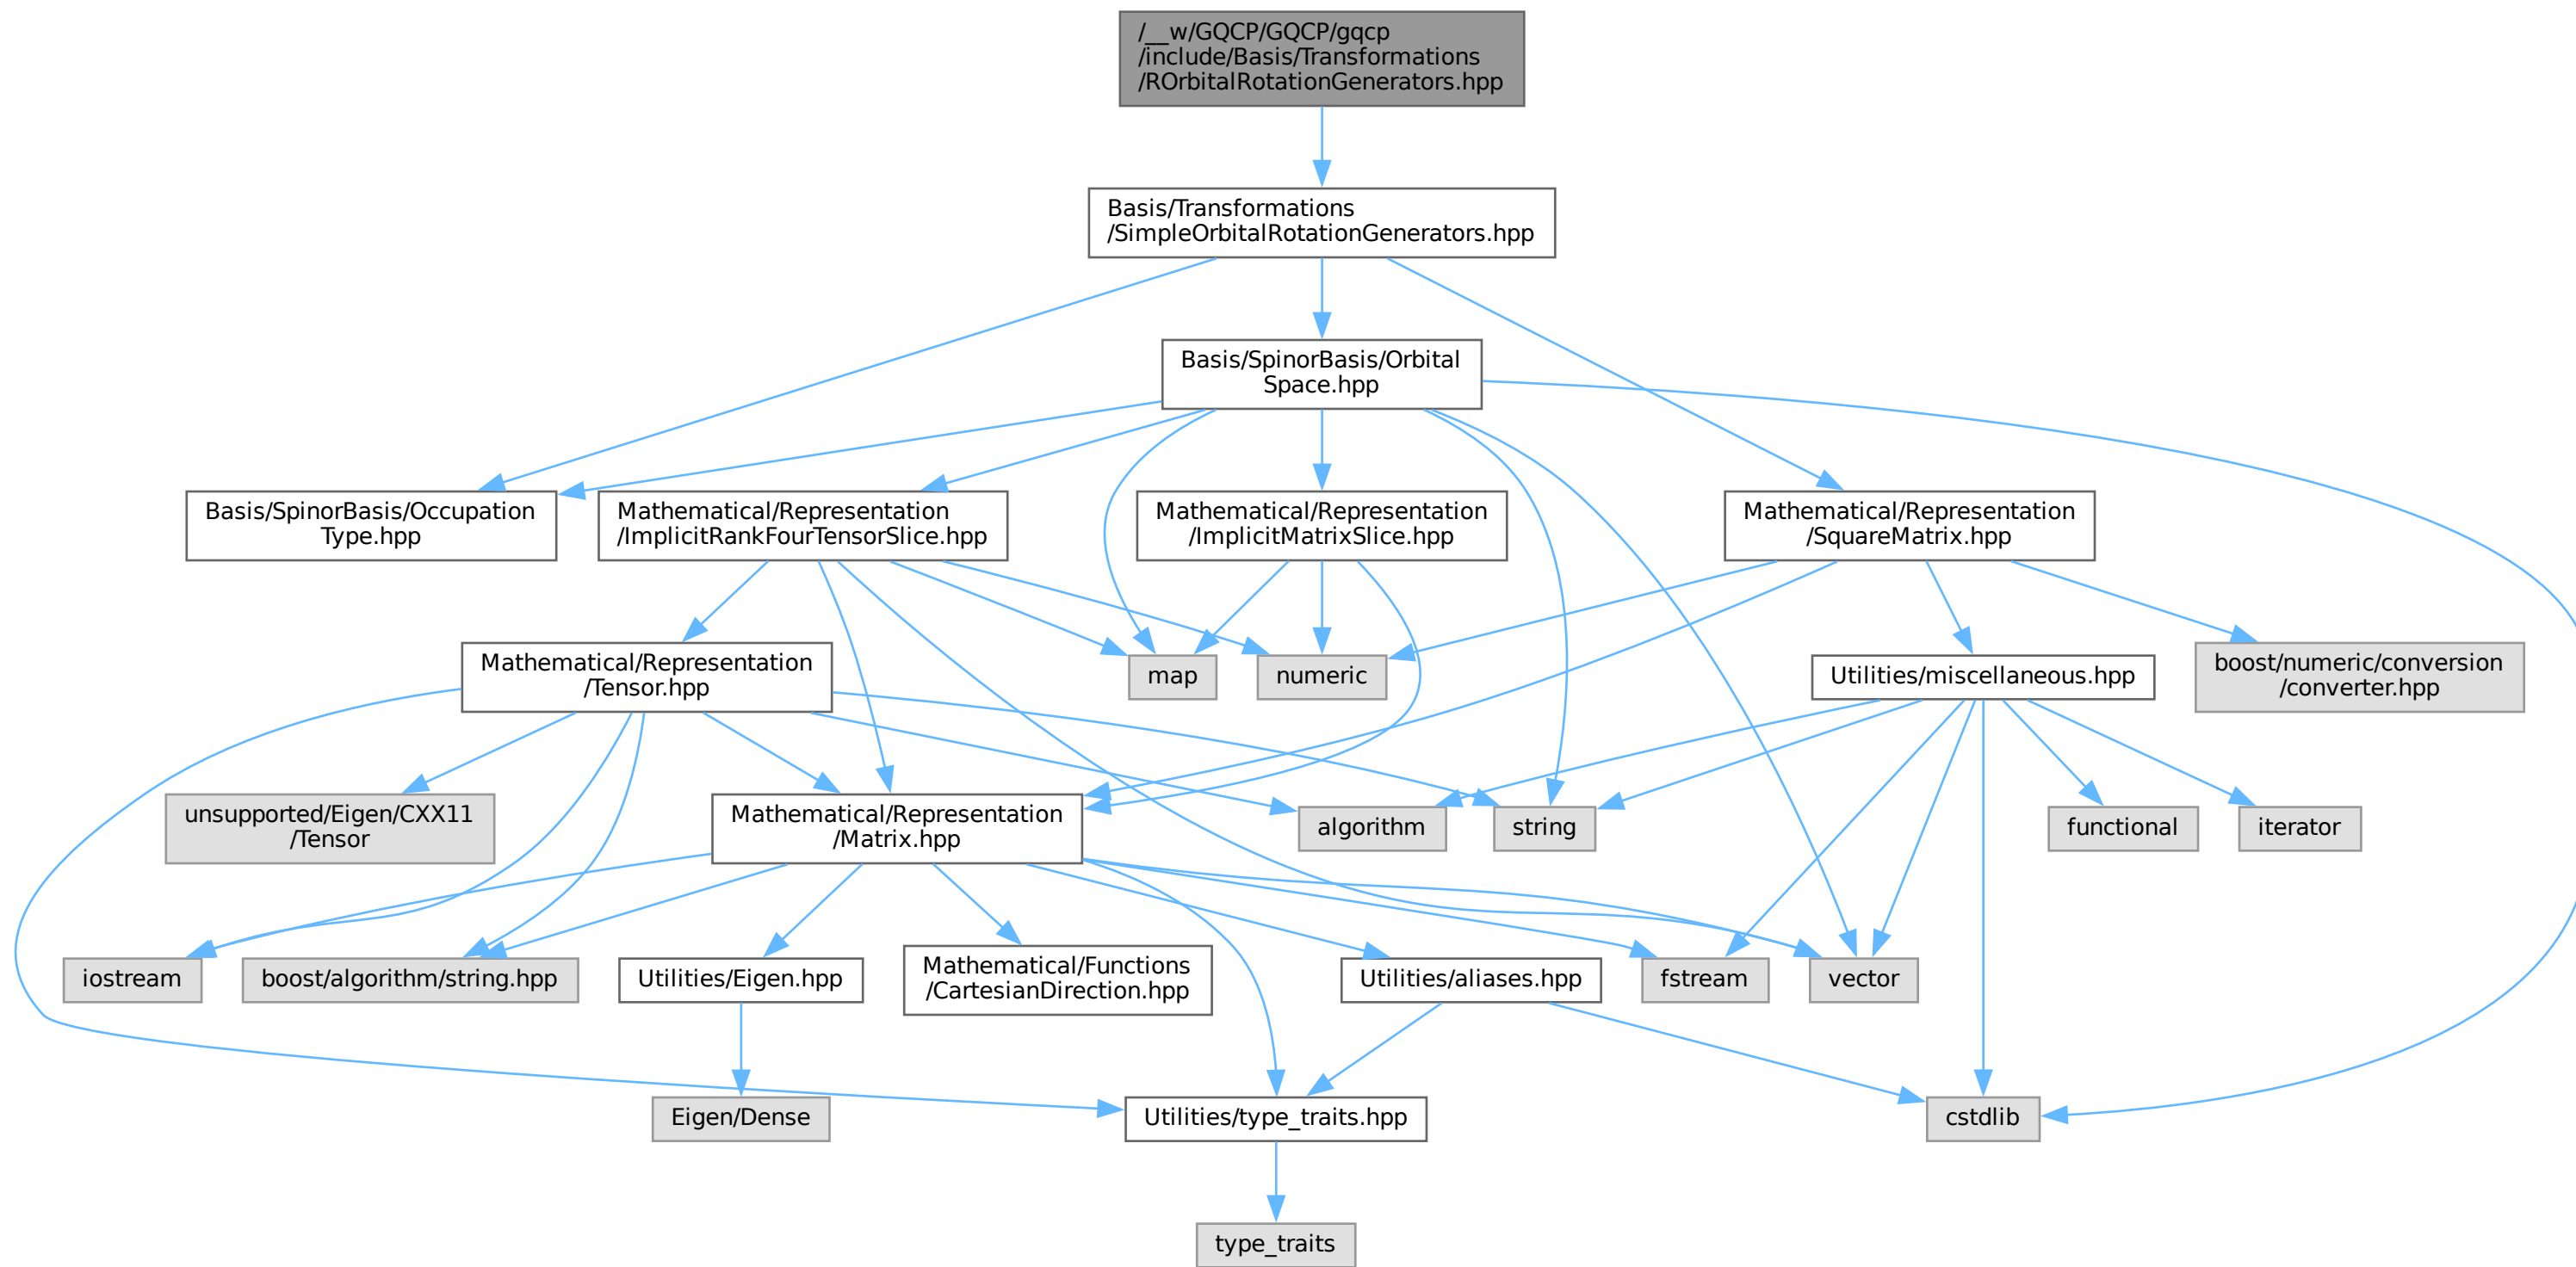 /__w/GQCP/GQCP/gqcp
/include/Basis/Transformations
/ROrbitalRotationGenerators.hpp
Basis/Transformations
/SimpleOrbitalRotationGenerators.hpp
Basis/SpinorBasis/Orbital
Space.hpp
Basis/SpinorBasis/Occupation
Type.hpp
Mathematical/Representation
/ImplicitRankFourTensorSlice.hpp
Mathematical/Representation
/ImplicitMatrixSlice.hpp
Mathematical/Representation
/SquareMatrix.hpp
Mathematical/Representation
/Tensor.hpp
map
numeric
Utilities/miscellaneous.hpp
boost/numeric/conversion
/converter.hpp
unsupported/Eigen/CXX11
/Tensor
Mathematical/Representation
/Matrix.hpp
algorithm
string
functional
iterator
iostream
boost/algorithm/string.hpp
Utilities/Eigen.hpp
Mathematical/Functions
/CartesianDirection.hpp
Utilities/aliases.hpp
fstream
vector
Eigen/Dense
Utilities/type_traits.hpp
cstdlib
type_traits